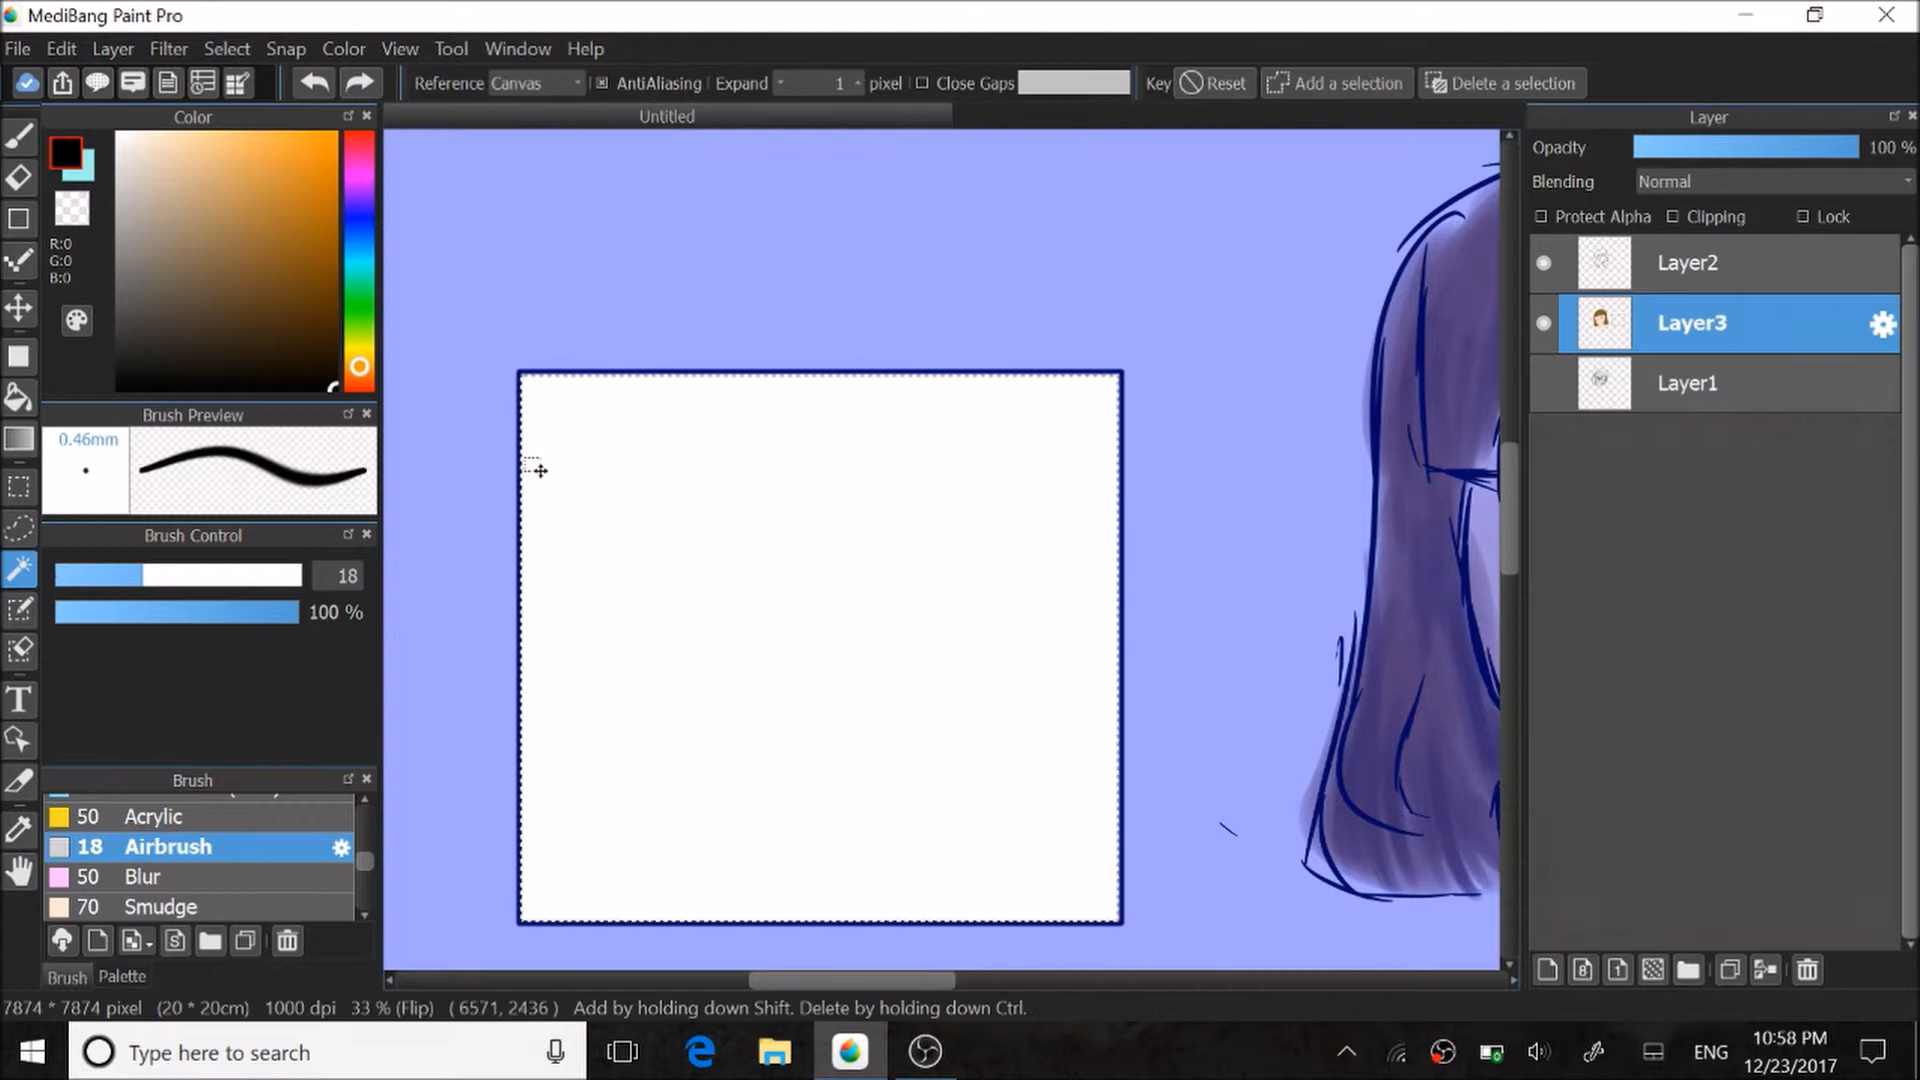 MediBang Paint Pro
File Edit Layer Filter Select Snap Color View Tool Window Help
Reference Canvas AntiAliasing Expand 1 pixel Close Gaps Key Reset Add a selection Delete a selection
Color
Untitled
Layer
R:0
G:0
B:0
Opacity 100 %
Blending Normal
Protect Alpha Clipping Lock
Layer2
Layer3
Layer1
Brush Preview
0.46mm
Brush Control
18
100 %
Brush
50 Acrylic
18 Airbrush
50 Blur
70 Smudge
Brush Palette
7874 * 7874 pixel (20 * 20cm) 1000 dpi 33 % (Flip) ( 6571, 2436 ) Add by holding down Shift. Delete by holding down Ctrl.
Type here to search
ENG
10:58 PM
12/23/2017